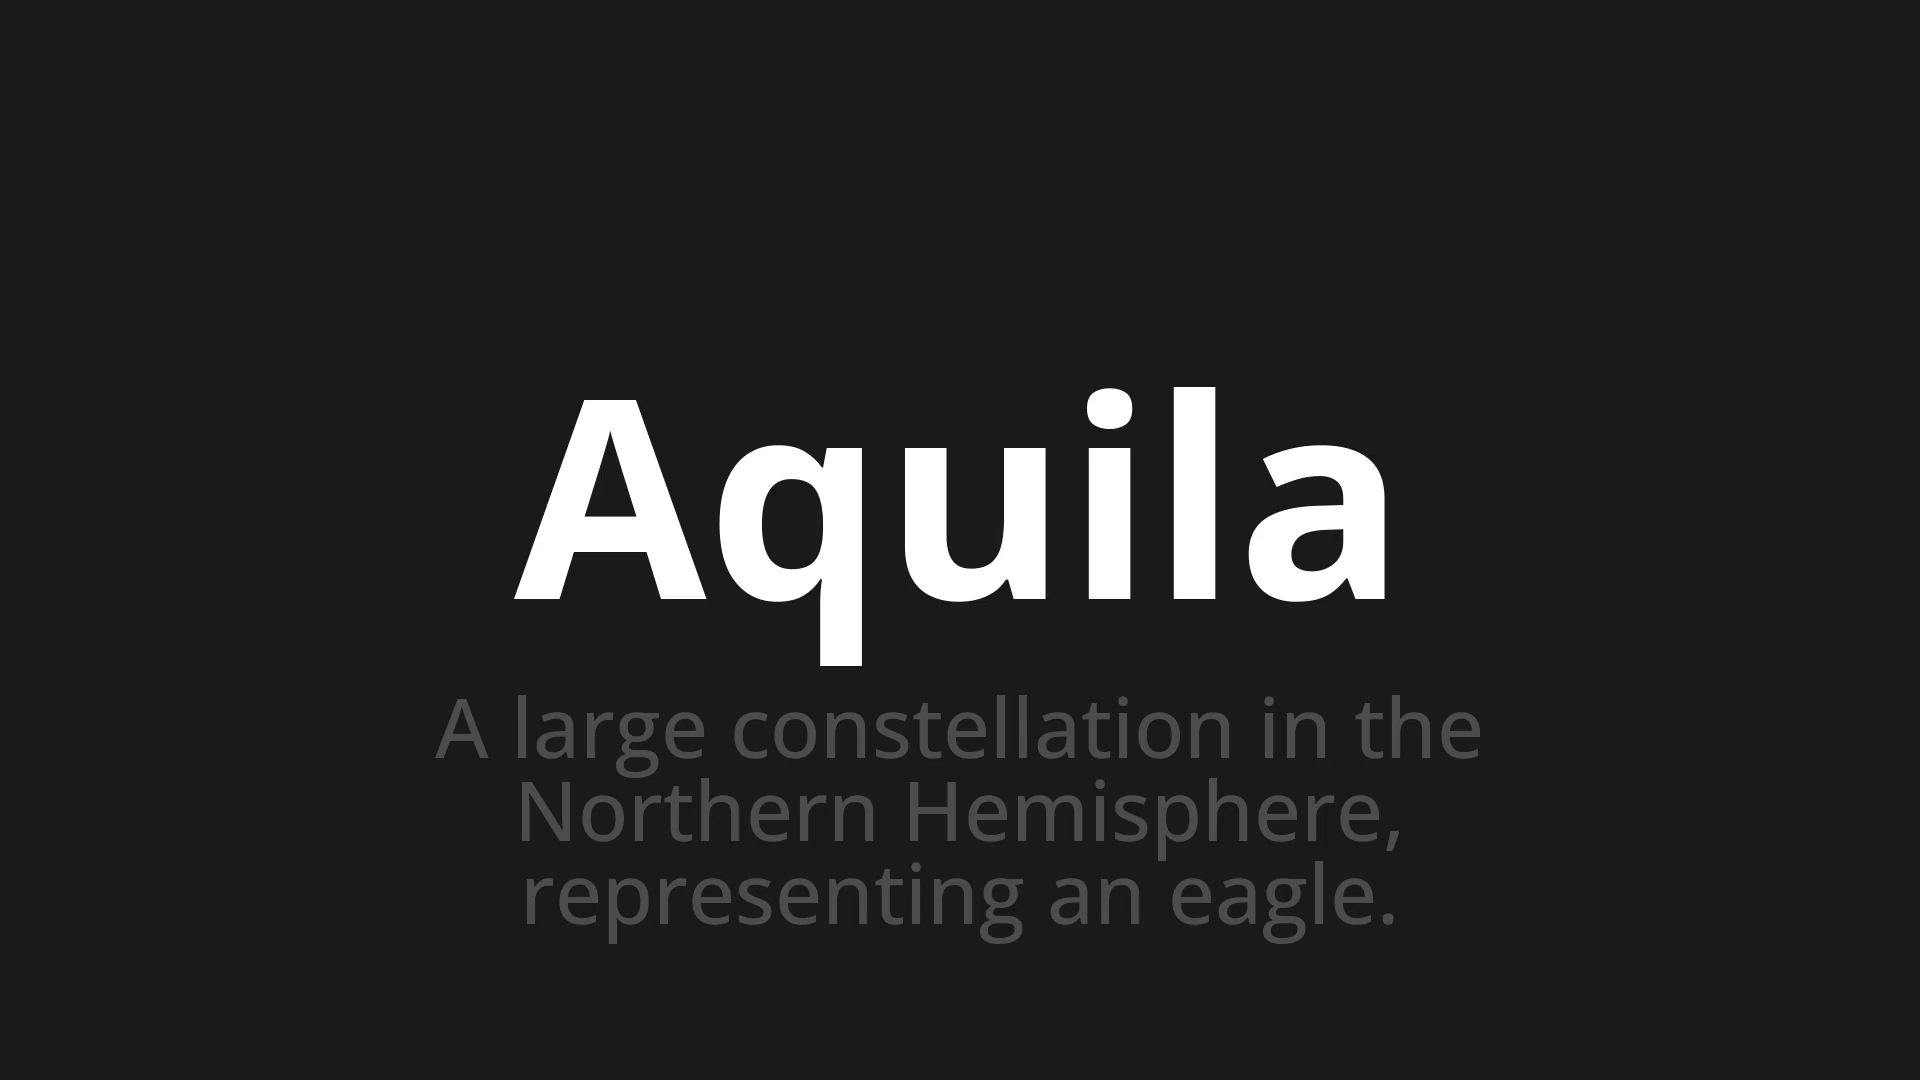 Aquila
A large constellation in the
Northern Hemisphere,
representing an eagle.